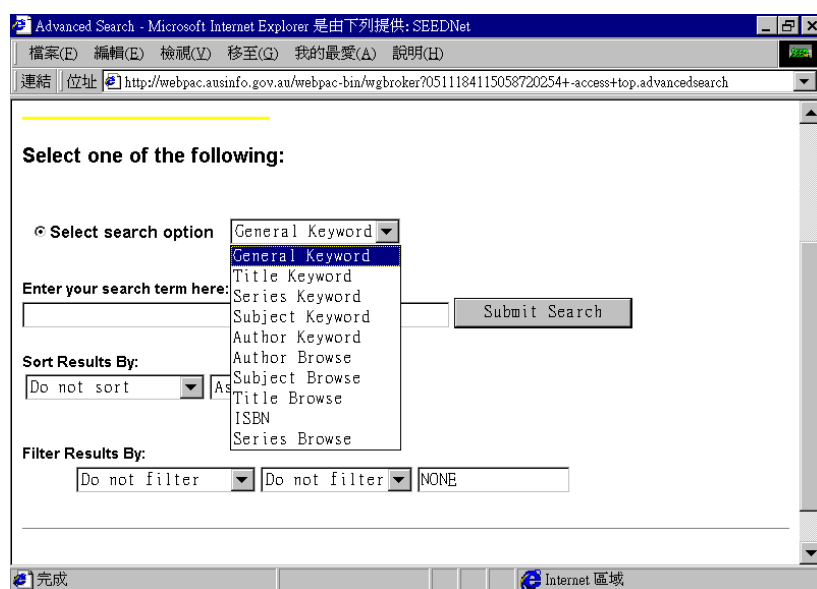 Advanced Search - Microsoft Internet Explorer 是由下列提供: SEEDNet
檔案(F) 編輯(E) 檢視(V) 移至(G) 我的最愛(A) 說明(H)
連結 位址 http://webpac.ausinfo.gov.au/webpac-bin/wgbroker?0511184115058720254+-access+top.advancedsearch
Select one of the following:
Select search option General Keyword
General Keyword
Title Keyword
Series Keyword
Subject Keyword
Author Keyword
Author Browse
Subject Browse
Title Browse
ISBN
Series Browse
Enter your search term here:
Submit Search
Sort Results By:
Do not sort As
Filter Results By:
Do not filter Do not filter NONE
完成 Internet 區域